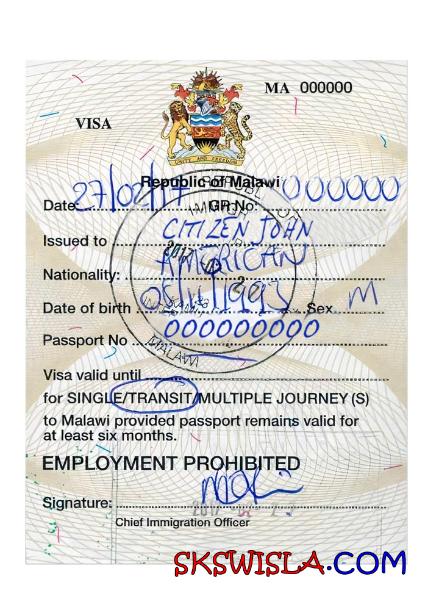 MA 000000
VISA
UNITY AND FREEDOM
Republic of Malawi
Date: 27/02/17 GR No: 000000
Issued to CITIZEN JOHN
Nationality: AMERICAN
Date of birth 05/11/ Sex M
Passport No 000000000
Visa valid until
for SINGLE/TRANSIT/MULTIPLE JOURNEY (S)
to Malawi provided passport remains valid for
at least six months.
EMPLOYMENT PROHIBITED
Signature:
Chief Immigration Officer
MALAWI
SKSWISLA.COM